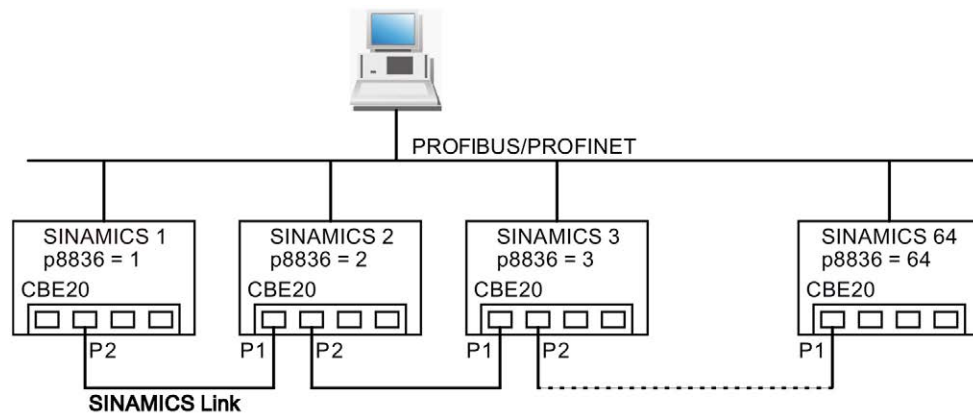 PROFIBUS/PROFINET
SINAMICS 1
p8836 = 1
CBE20
SINAMICS 2
p8836 = 2
CBE20
SINAMICS 3
p8836 = 3
CBE20
SINAMICS 64
p8836 = 64
CBE20
P2
P1
P2
P1
P2
P1
SINAMICS Link